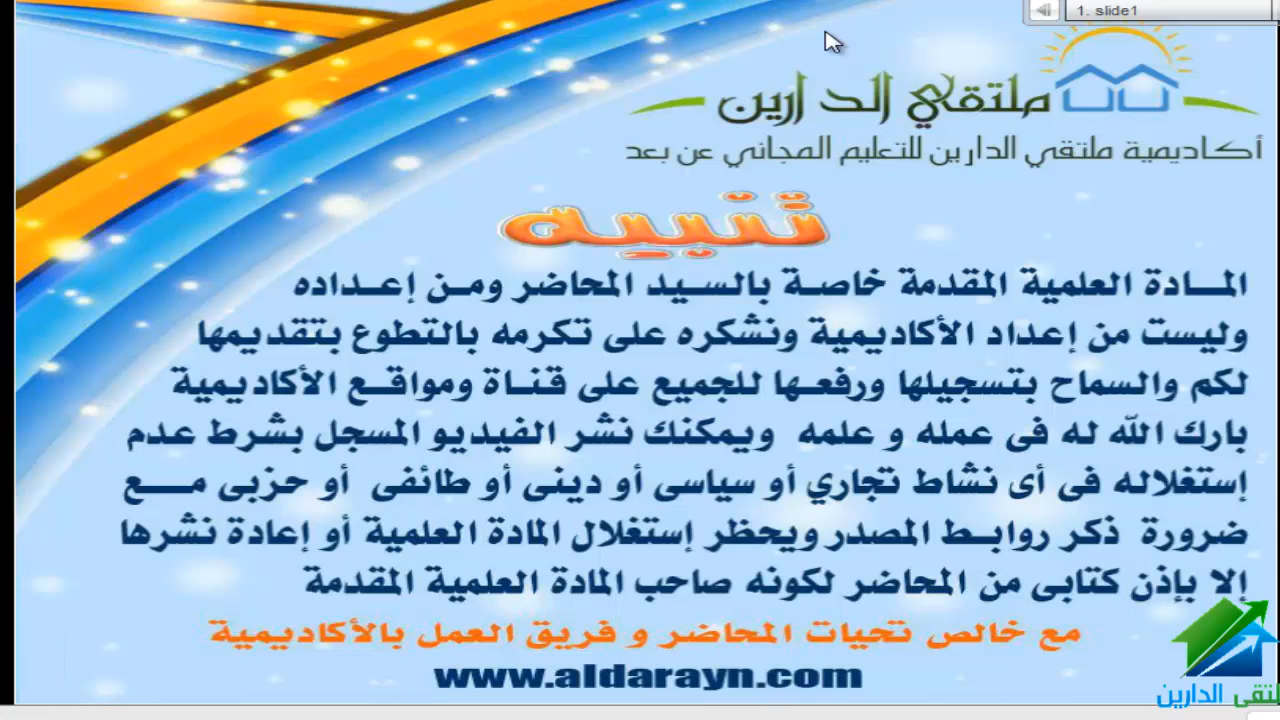 1. slide1
ملتقي الدارين
أكاديمية ملتقي الدارين للتعليم المجاني عن بعد
تنبيه
المادة العلمية المقدمة خاصة بالسيد المحاضر ومن إعداده
وليست من إعداد الأكاديمية ونشكره على تكرمه بالتطوع بتقديمها
لكم والسماح بتسجيلها ورفعها للجميع على قناة ومواقع الأكاديمية
بارك الله له فى عمله و علمه ويمكنك نشر الفيديو المسجل بشرط عدم
إستغلاله فى أى نشاط تجاري أو سياسى أو دينى أو طائفى أو حزبى مع
ضرورة ذكر روابط المصدر ويحظر إستغلال المادة العلمية أو إعادة نشرها
إلا بإذن كتابى من المحاضر لكونه صاحب المادة العلمية المقدمة
مع خالص تحيات المحاضر و فريق العمل بالأكاديمية
www.aldarayn.com
ملتقى الدارين